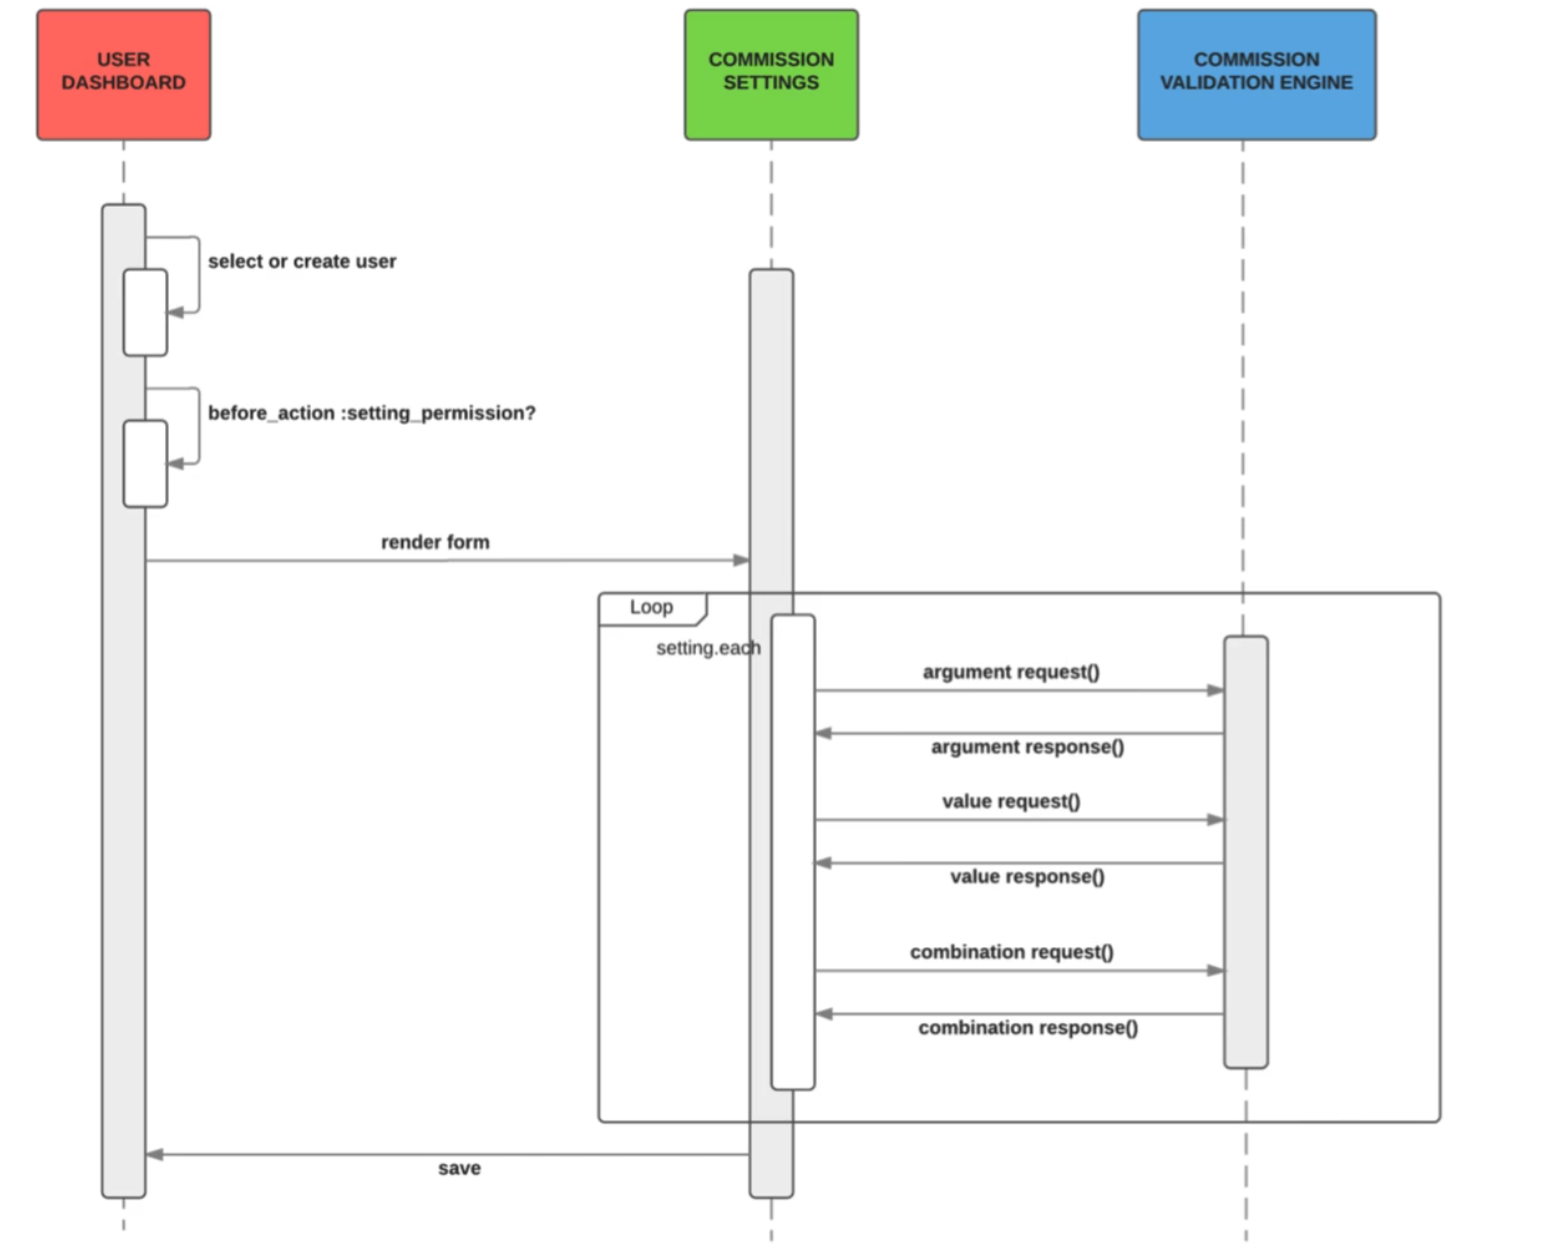 USER
DASHBOARD
COMMISSION
SETTINGS
COMMISSION
VALIDATION ENGINE
select or create user
before_action :setting_permission?
render form
Loop
setting.each
argument request()
argument response()
value request()
value response()
combination request()
combination response()
save